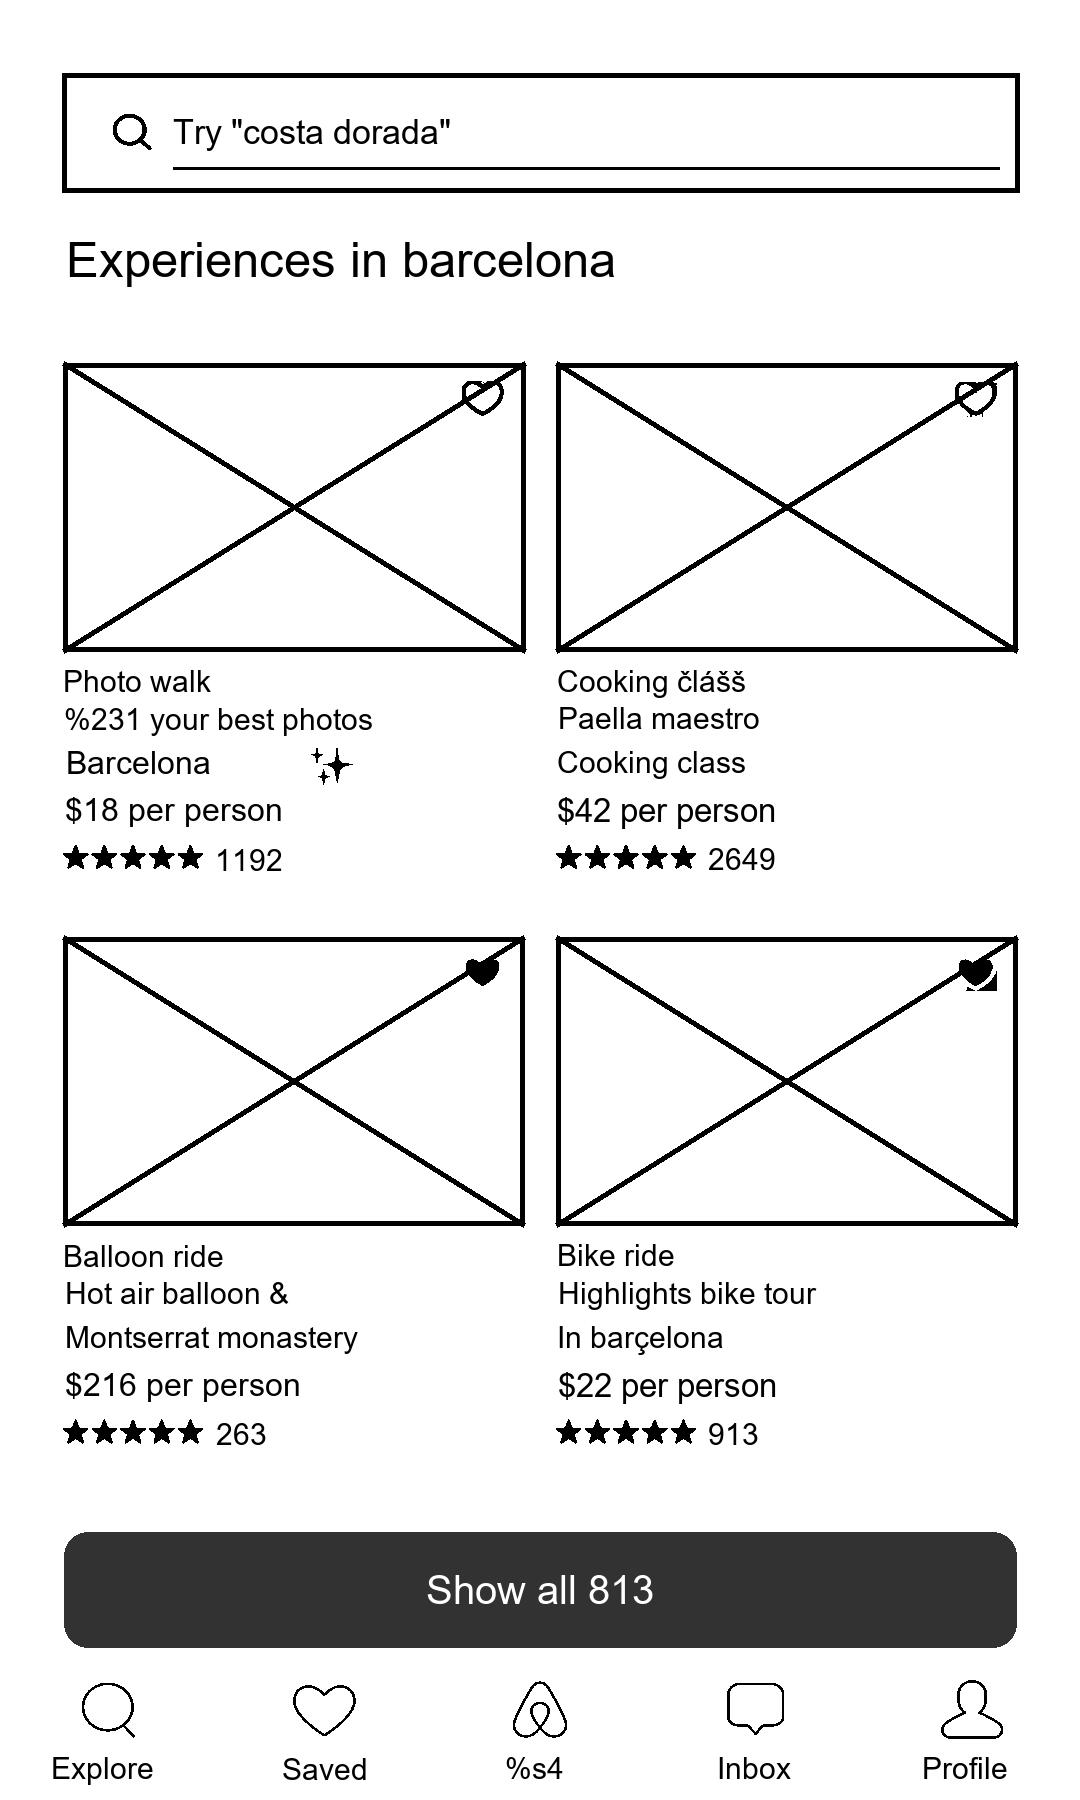 Try "costa dorada"
Experiences in barcelona
Photo walk
%231 your best photos
Barcelona
$18 per person
1192
Cooking člášš
Paella maestro
Cooking class
$42 per person
2649
Balloon ride
Hot air balloon &
Montserrat monastery
$216 per person
263
Bike ride
Highlights bike tour
In barçelona
$22 per person
913
Show all 813
Explore
Saved
%s4
Inbox
Profile